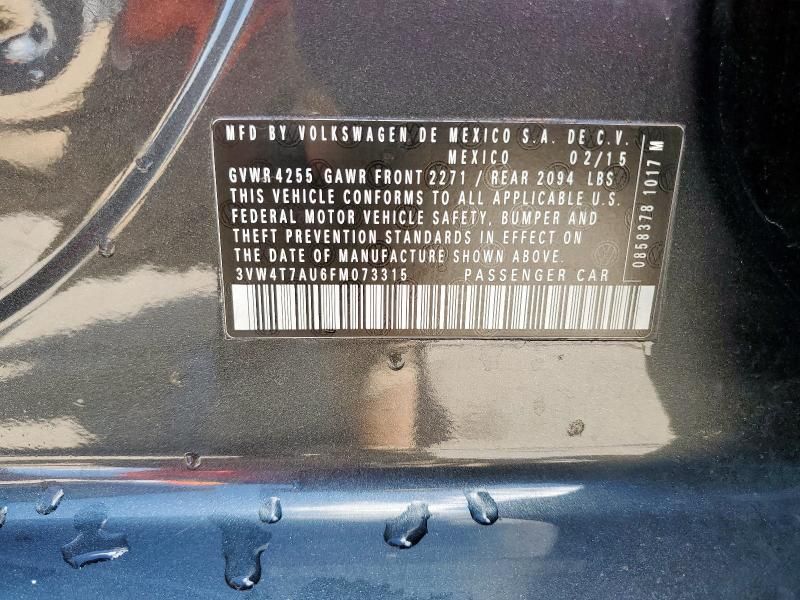 MFD BY VOLKSWAGEN DE MEXICO S.A. DE C.V.
MEXICO 02/15
GVWR 4255 GAWR FRONT 2271 / REAR 2094 LBS
THIS VEHICLE CONFORMS TO ALL APPLICABLE U.S.
FEDERAL MOTOR VEHICLE SAFETY, BUMPER AND
THEFT PREVENTION STANDARDS IN EFFECT ON
THE DATE OF MANUFACTURE SHOWN ABOVE.
3VW4T7AU6FM073315 PASSENGER CAR
0858378 1017 M